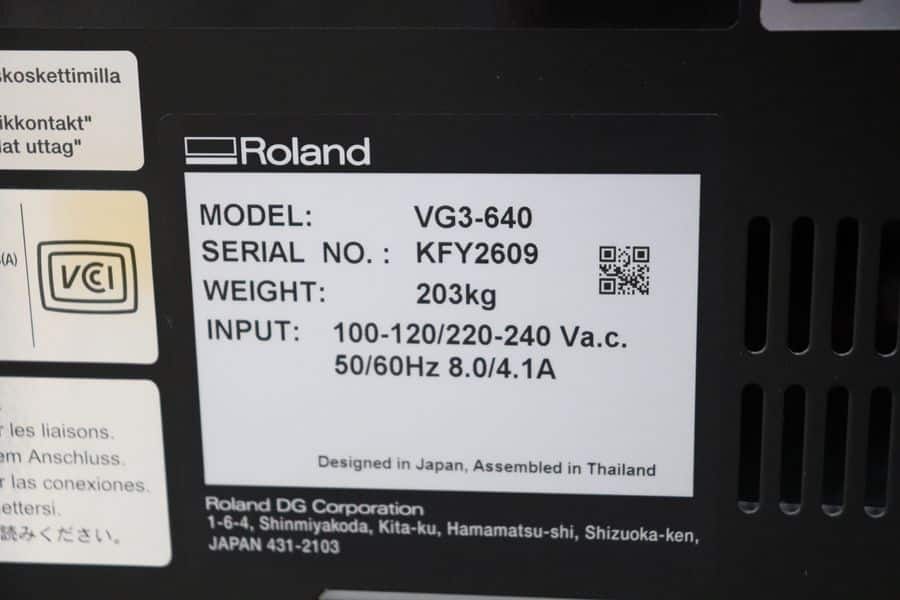 skoskettimilla
ikkontakt"
lat uttag"
(A)
VCCI
r les liaisons.
em Anschluss.
r las conexiones.
ettersi.
読みください。
Roland
MODEL: VG3-640
SERIAL NO. : KFY2609
WEIGHT: 203kg
INPUT: 100-120/220-240 Va.c.
50/60Hz 8.0/4.1A
Designed in Japan, Assembled in Thailand
Roland DG Corporation
1-6-4, Shinmiyakoda, Kita-ku, Hamamatsu-shi, Shizuoka-ken,
JAPAN 431-2103